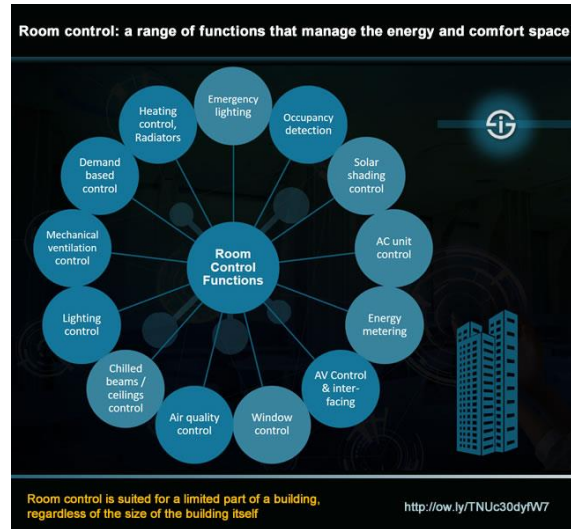 Room control: a range of functions that manage the energy and comfort space
Emergency
lighting
Occupancy
detection
Solar
shading
control
AC unit
control
Energy
metering
AV Control
& inter-
facing
Window
control
Air quality
control
Chilled
beams /
ceilings
control
Lighting
control
Mechanical
ventilation
control
Demand
based
control
Heating
control,
Radiators
Room
Control
Functions
Room control is suited for a limited part of a building,
regardless of the size of the building itself
http://ow.ly/TNUc30dyfW7